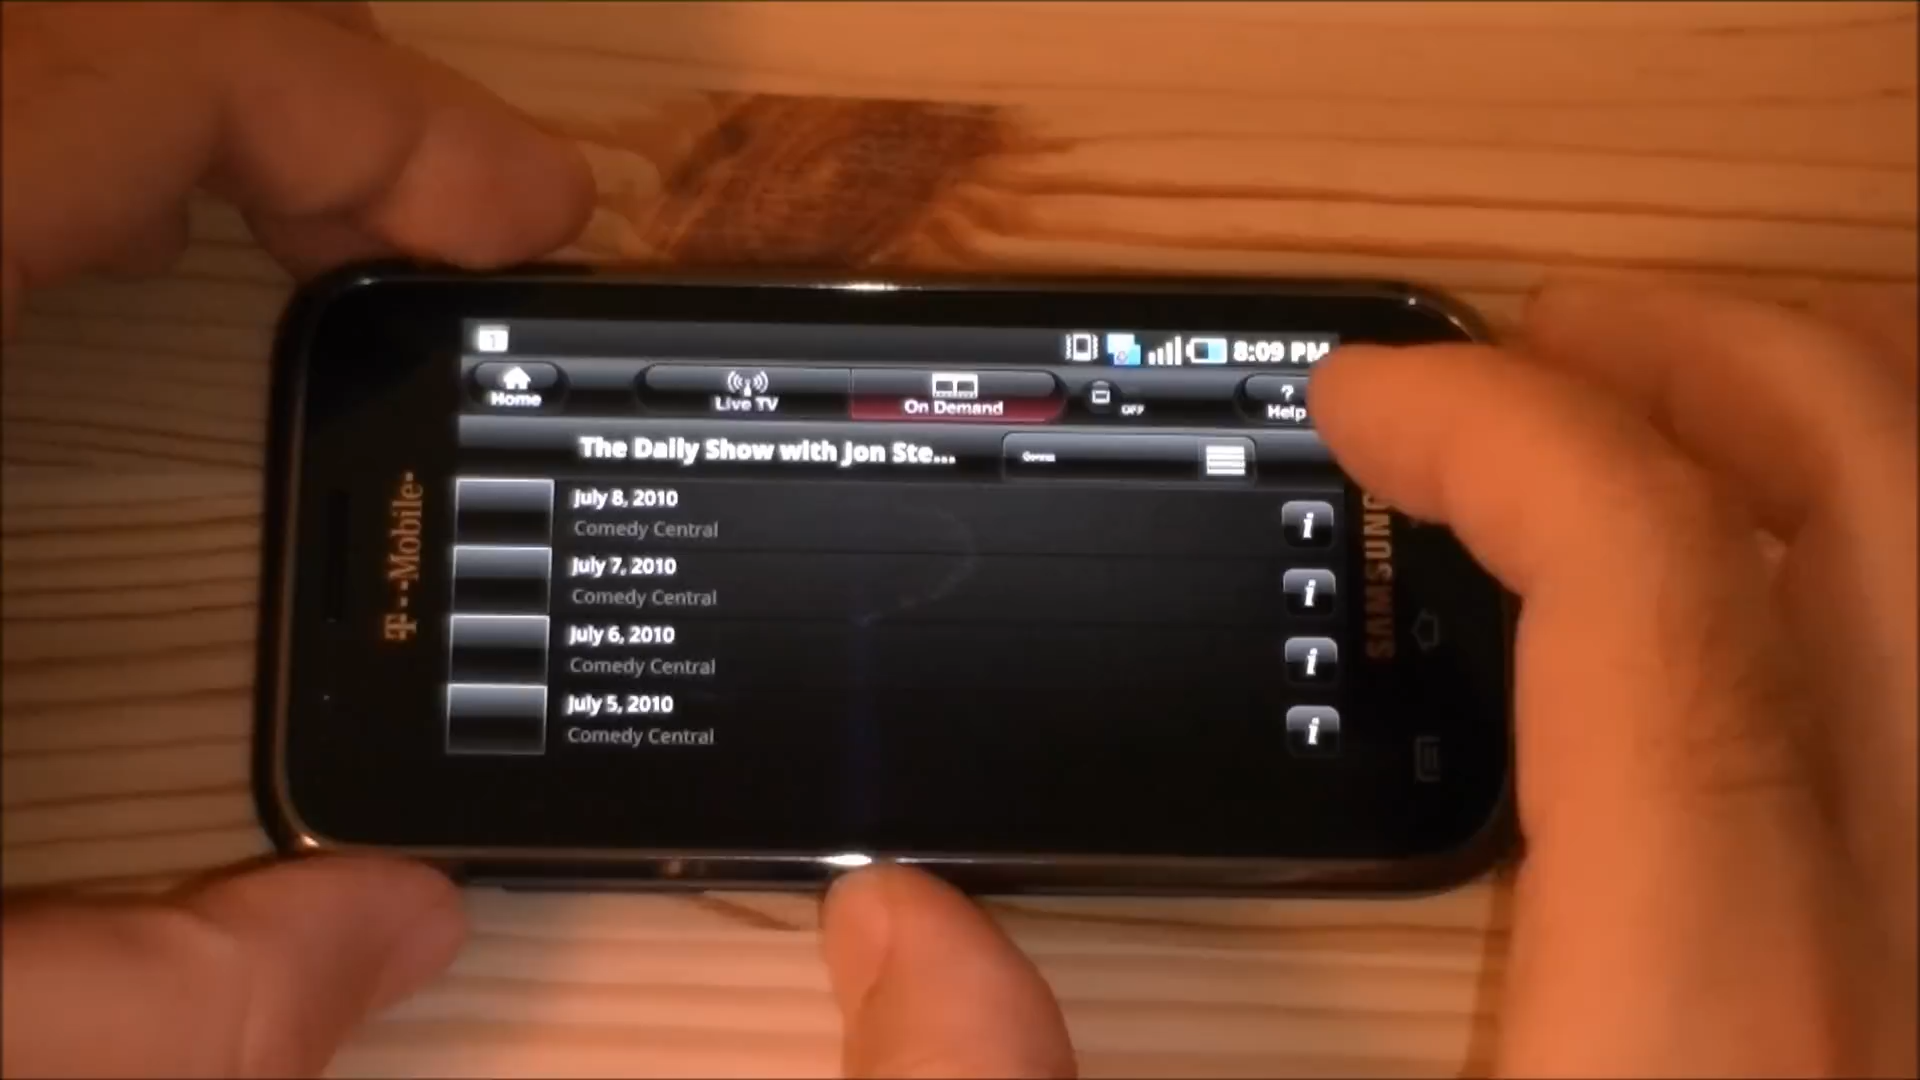 1
8:09 PM
Home
Live TV
On Demand
OFF
? Help
The Daily Show with Jon Ste...
Genres
July 8, 2010
Comedy Central
i
July 7, 2010
Comedy Central
i
July 6, 2010
Comedy Central
i
July 5, 2010
Comedy Central
i
T··Mobile·
SAMSUNG